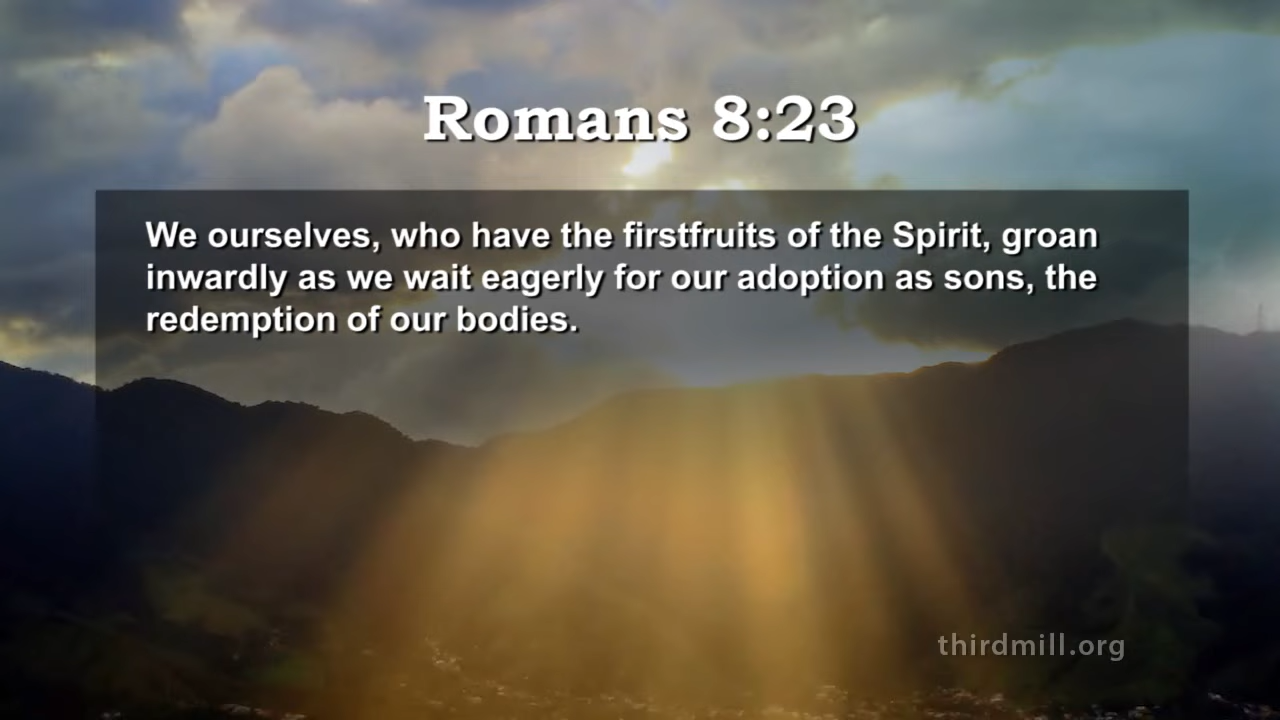 Romans 8:23
We ourselves, who have the firstfruits of the Spirit, groan
inwardly as we wait eagerly for our adoption as sons, the
redemption of our bodies.
thirdmill.org